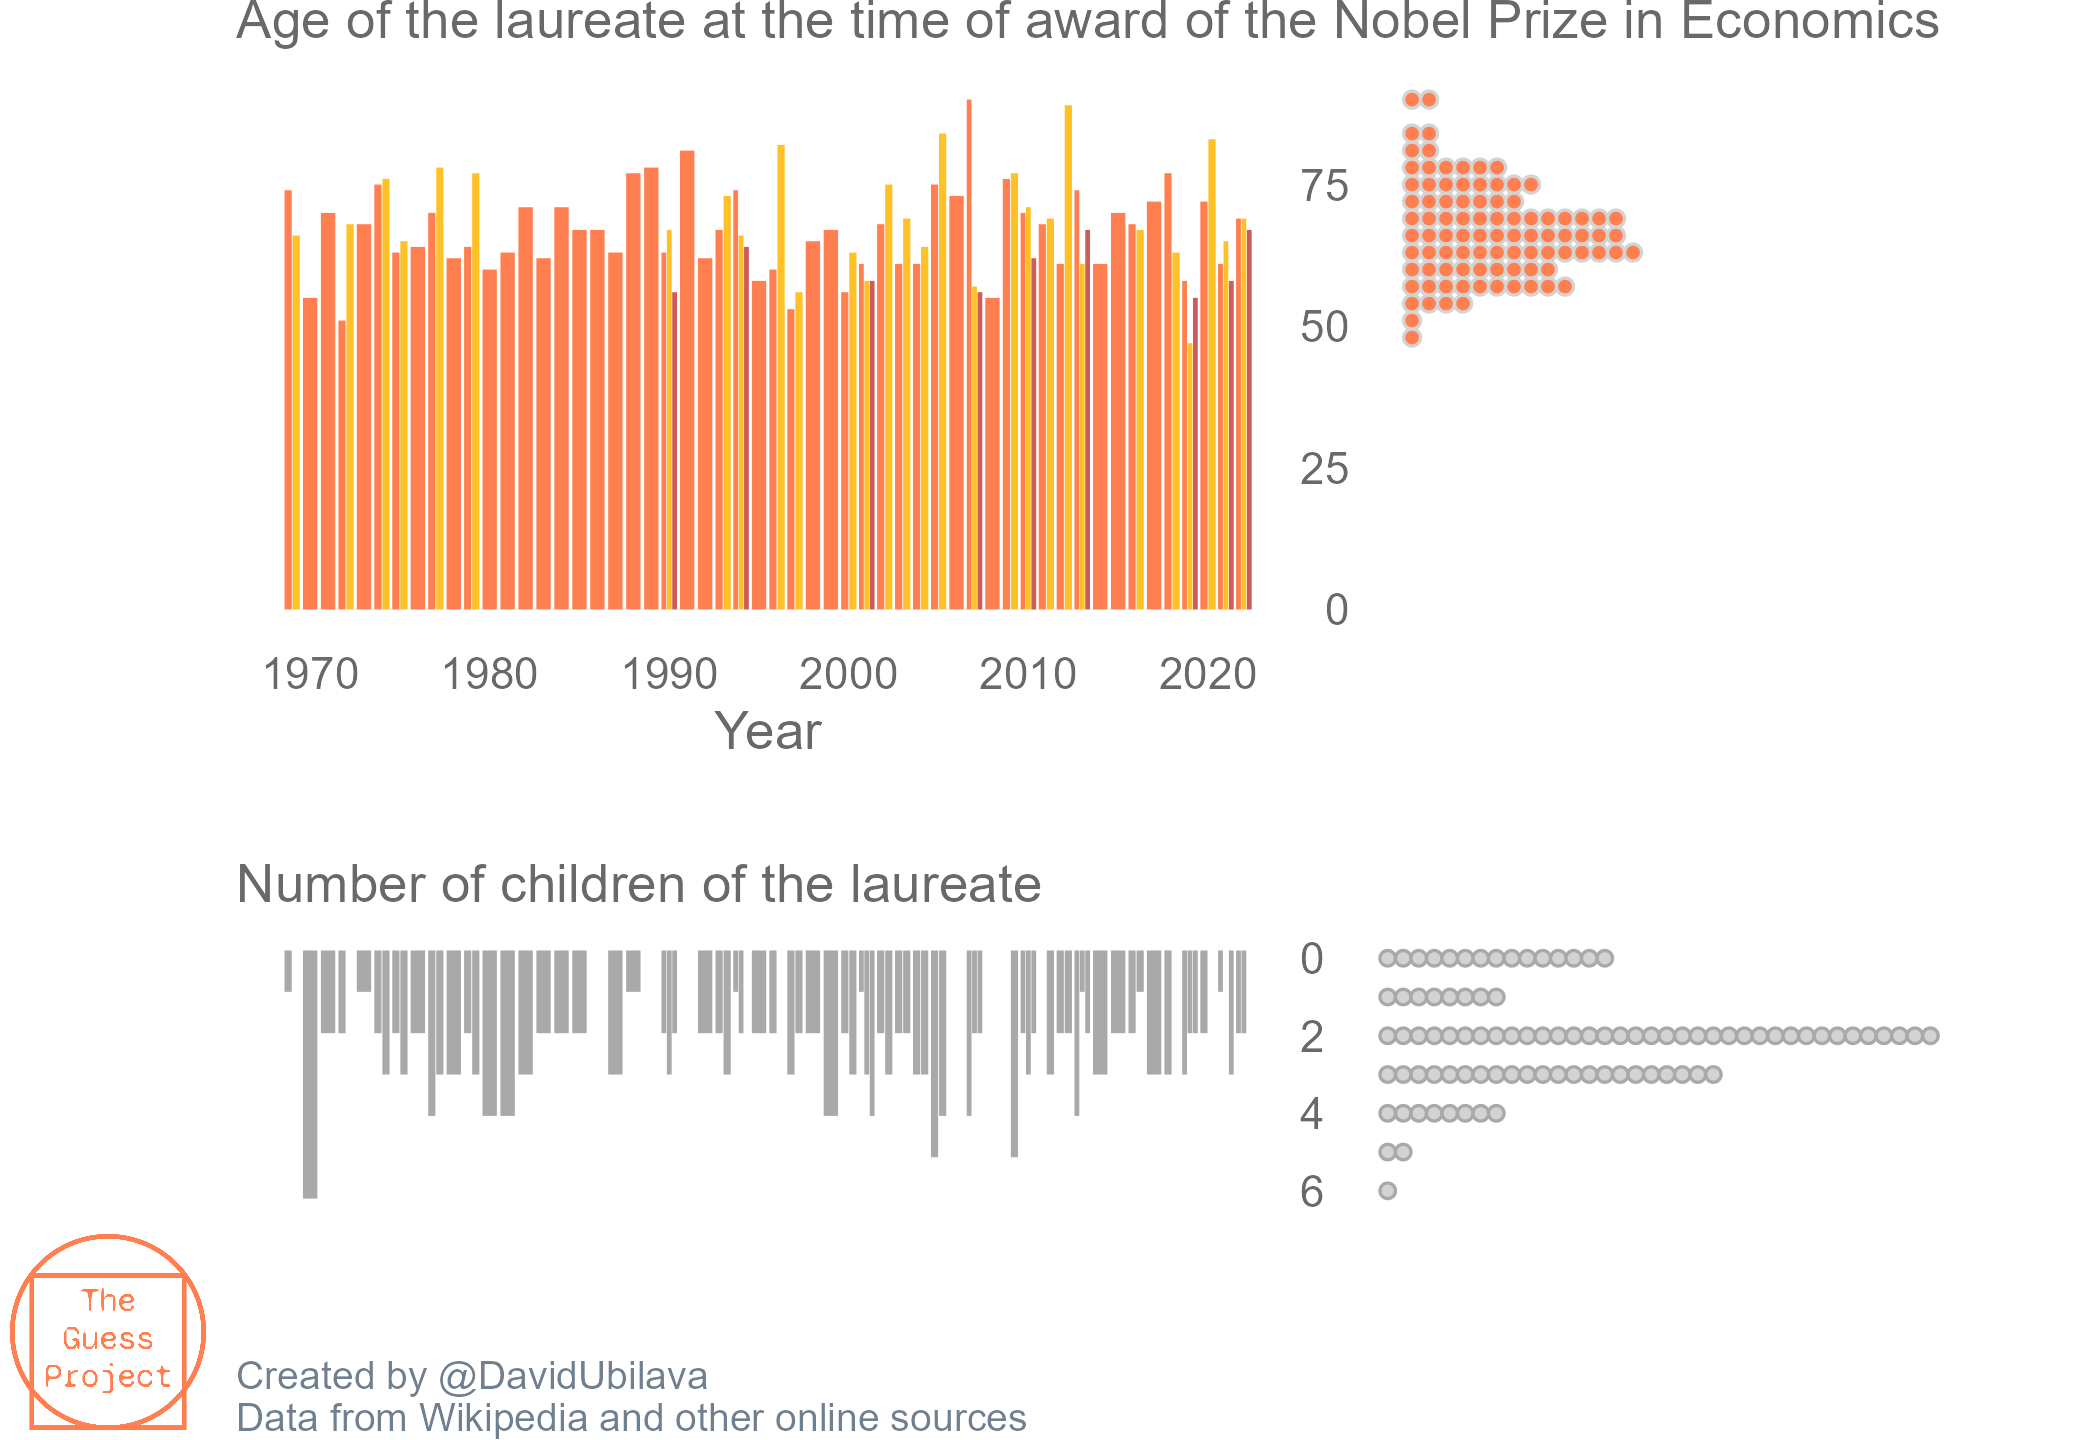 Age of the laureate at the time of award of the Nobel Prize in Economics
75
50
25
0
1970 1980 1990 2000 2010 2020
Year
Number of children of the laureate
0
2
4
6
The
Guess
Project
Created by @DavidUbilava
Data from Wikipedia and other online sources